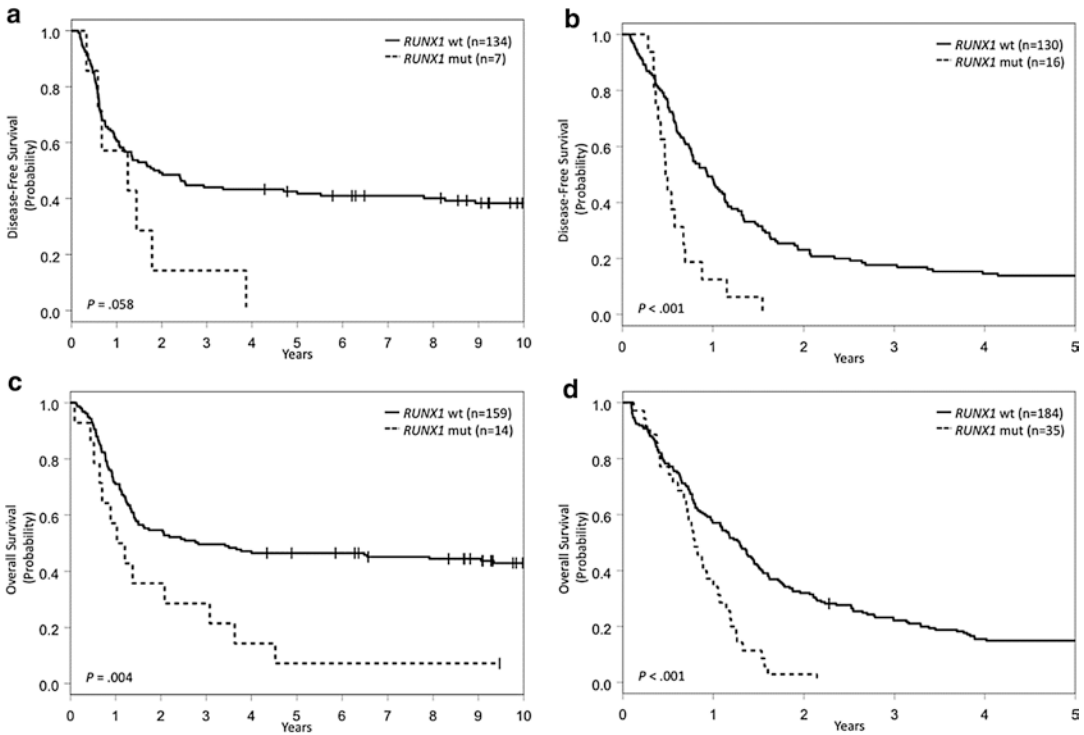 a
Disease-Free Survival
(Probability)
1.0
0.8
0.6
0.4
0.2
0.0
RUNX1 wt (n=134)
RUNX1 mut (n=7)
P = .058
0 1 2 3 4 5 6 7 8 9 10
Years
b
Disease-Free Survival
(Probability)
1.0
0.8
0.6
0.4
0.2
0.0
RUNX1 wt (n=130)
RUNX1 mut (n=16)
P < .001
0 1 2 3 4 5
Years
c
Overall Survival
(Probability)
1.0
0.8
0.6
0.4
0.2
0.0
RUNX1 wt (n=159)
RUNX1 mut (n=14)
P = .004
0 1 2 3 4 5 6 7 8 9 10
Years
d
Overall Survival
(Probability)
1.0
0.8
0.6
0.4
0.2
0.0
RUNX1 wt (n=184)
RUNX1 mut (n=35)
P < .001
0 1 2 3 4 5
Years